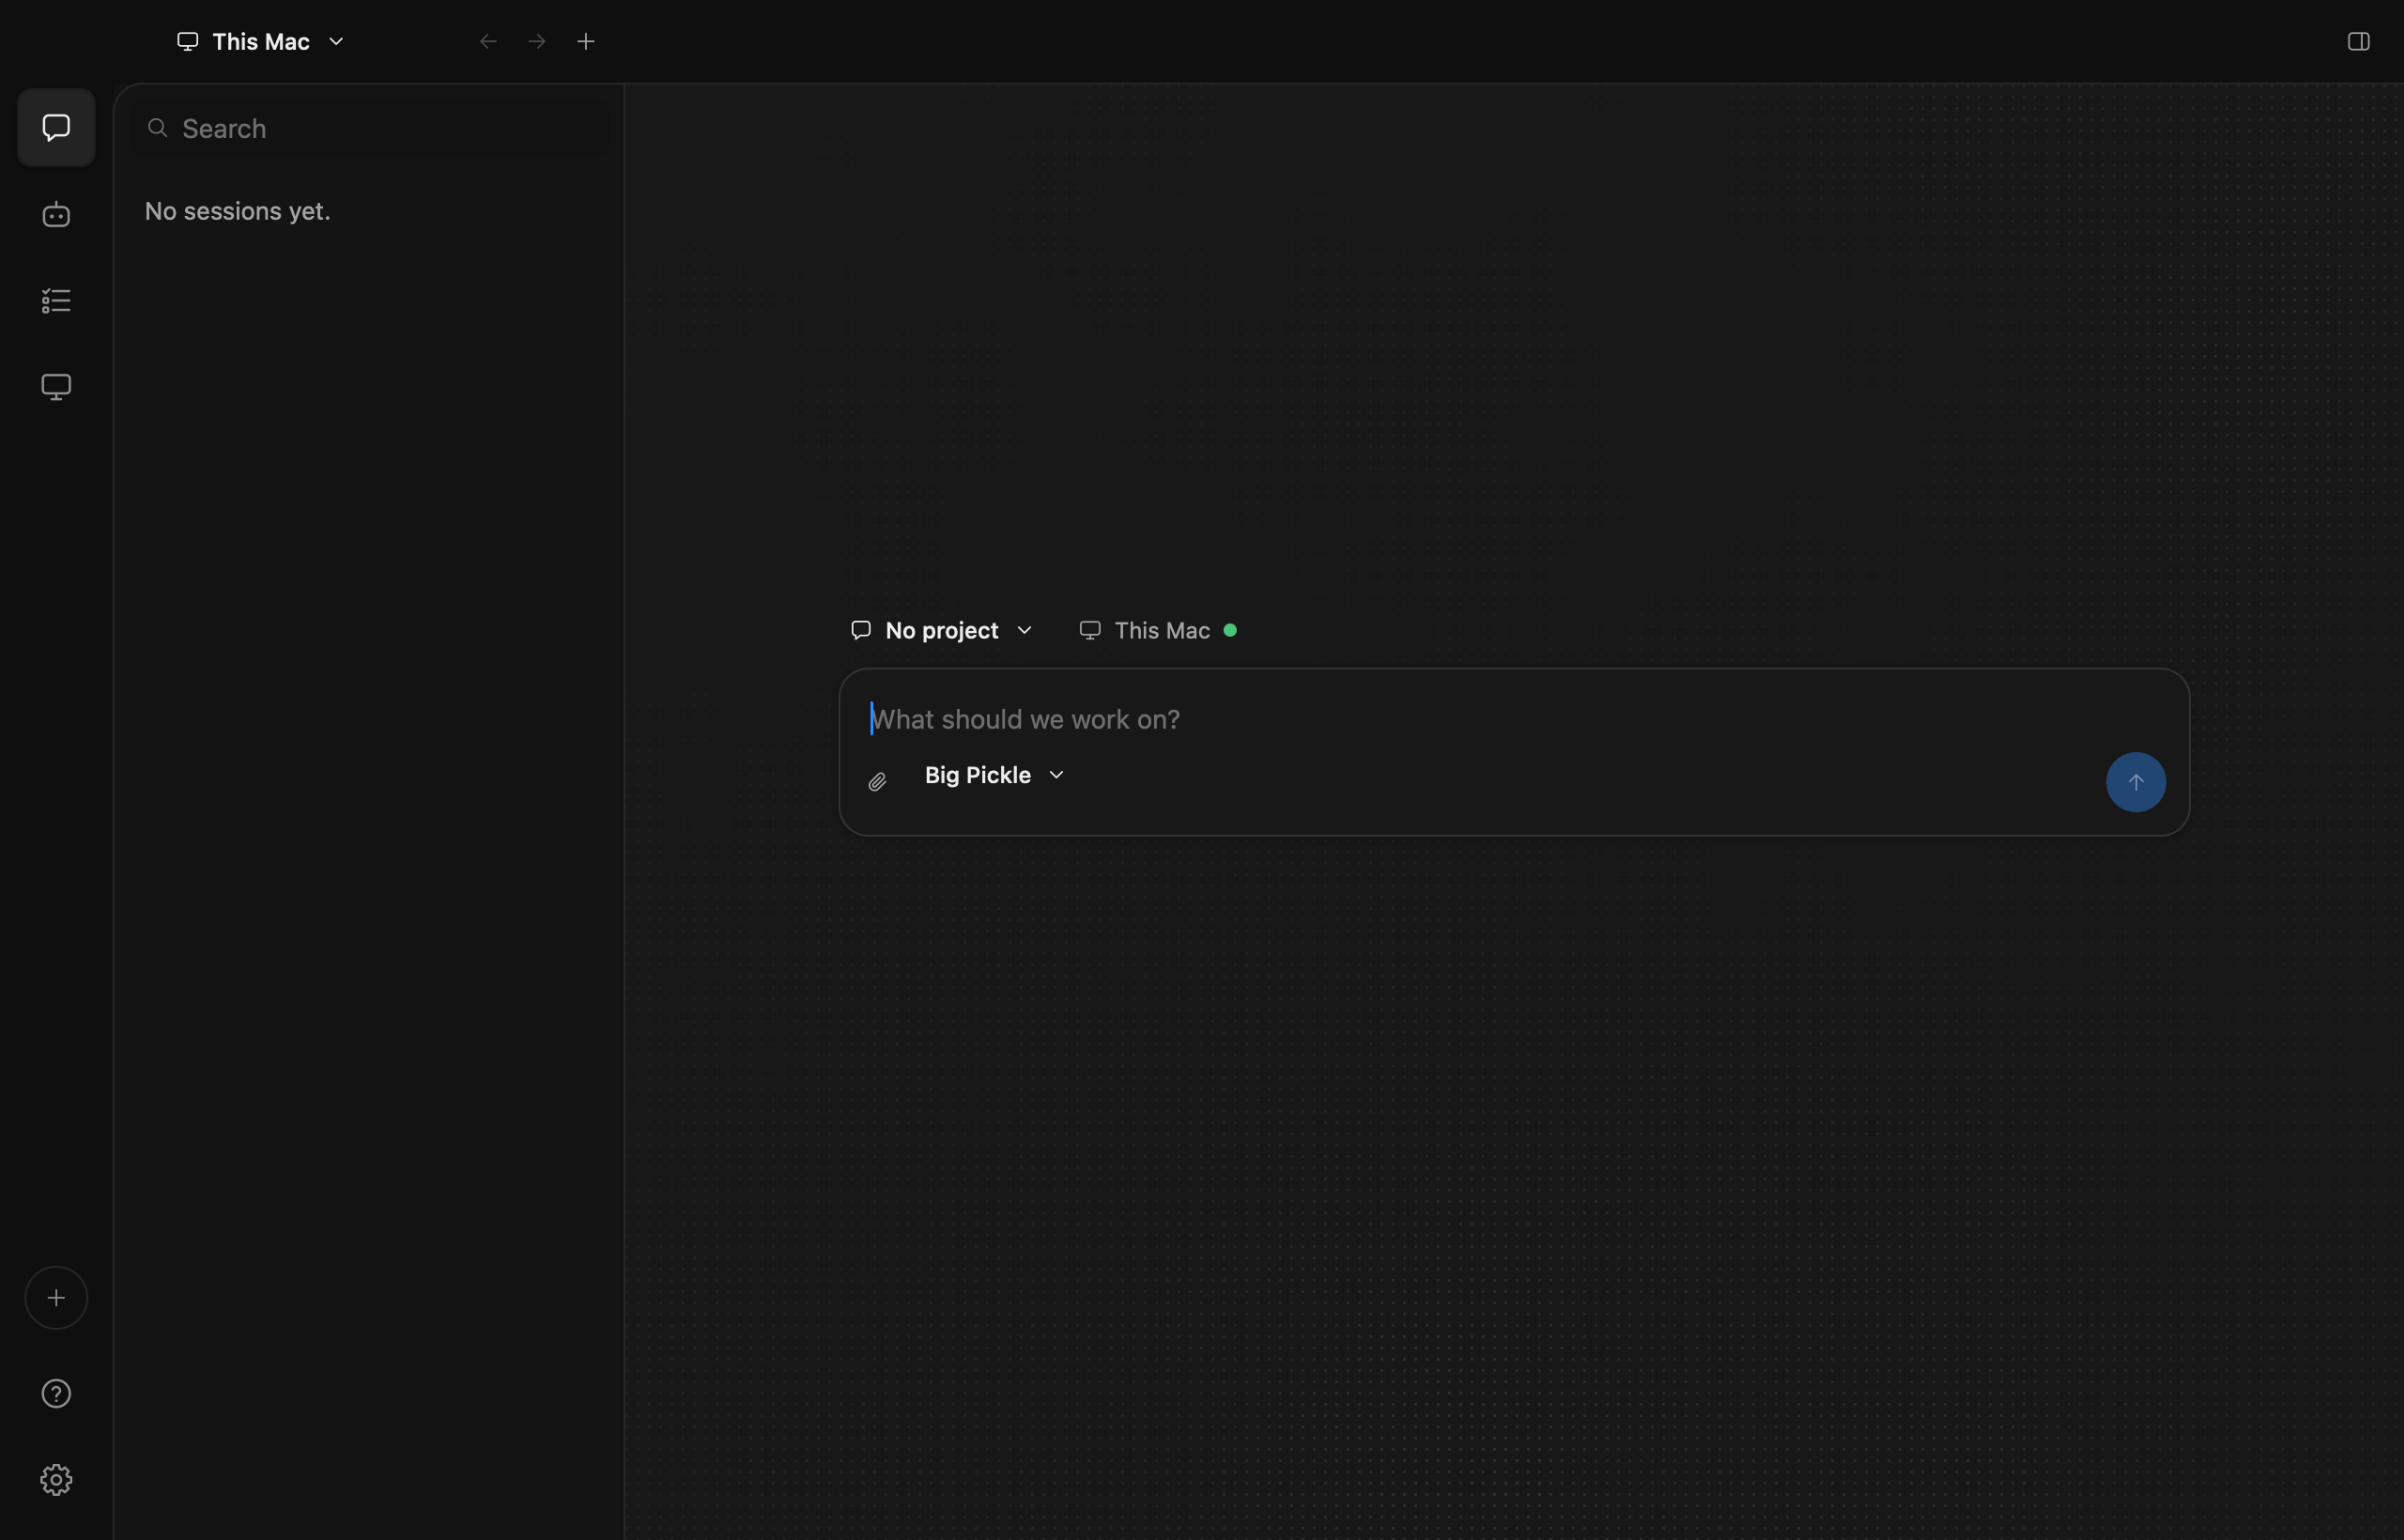 This Mac
Search
No sessions yet.
No project This Mac
What should we work on?
Big Pickle